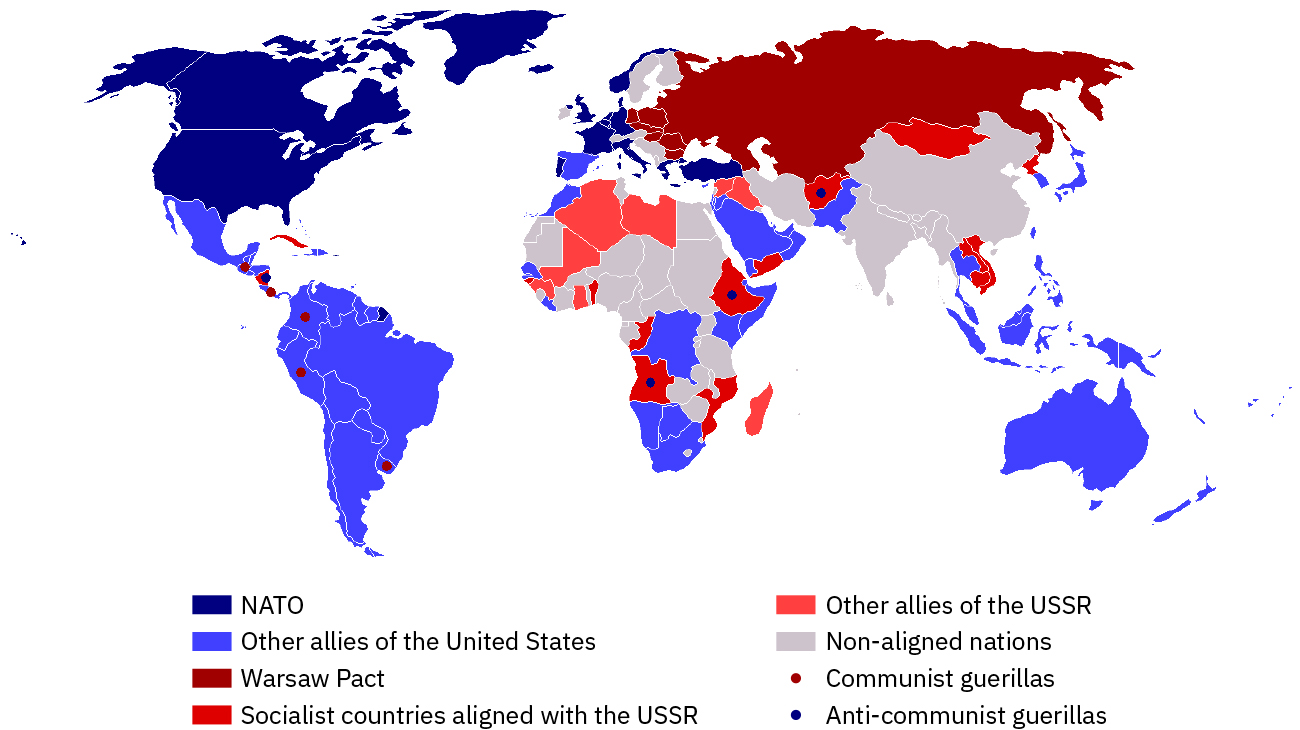 NATO
Other allies of the United States
Warsaw Pact
Socialist countries aligned with the USSR
Other allies of the USSR
Non-aligned nations
Communist guerillas
Anti-communist guerillas